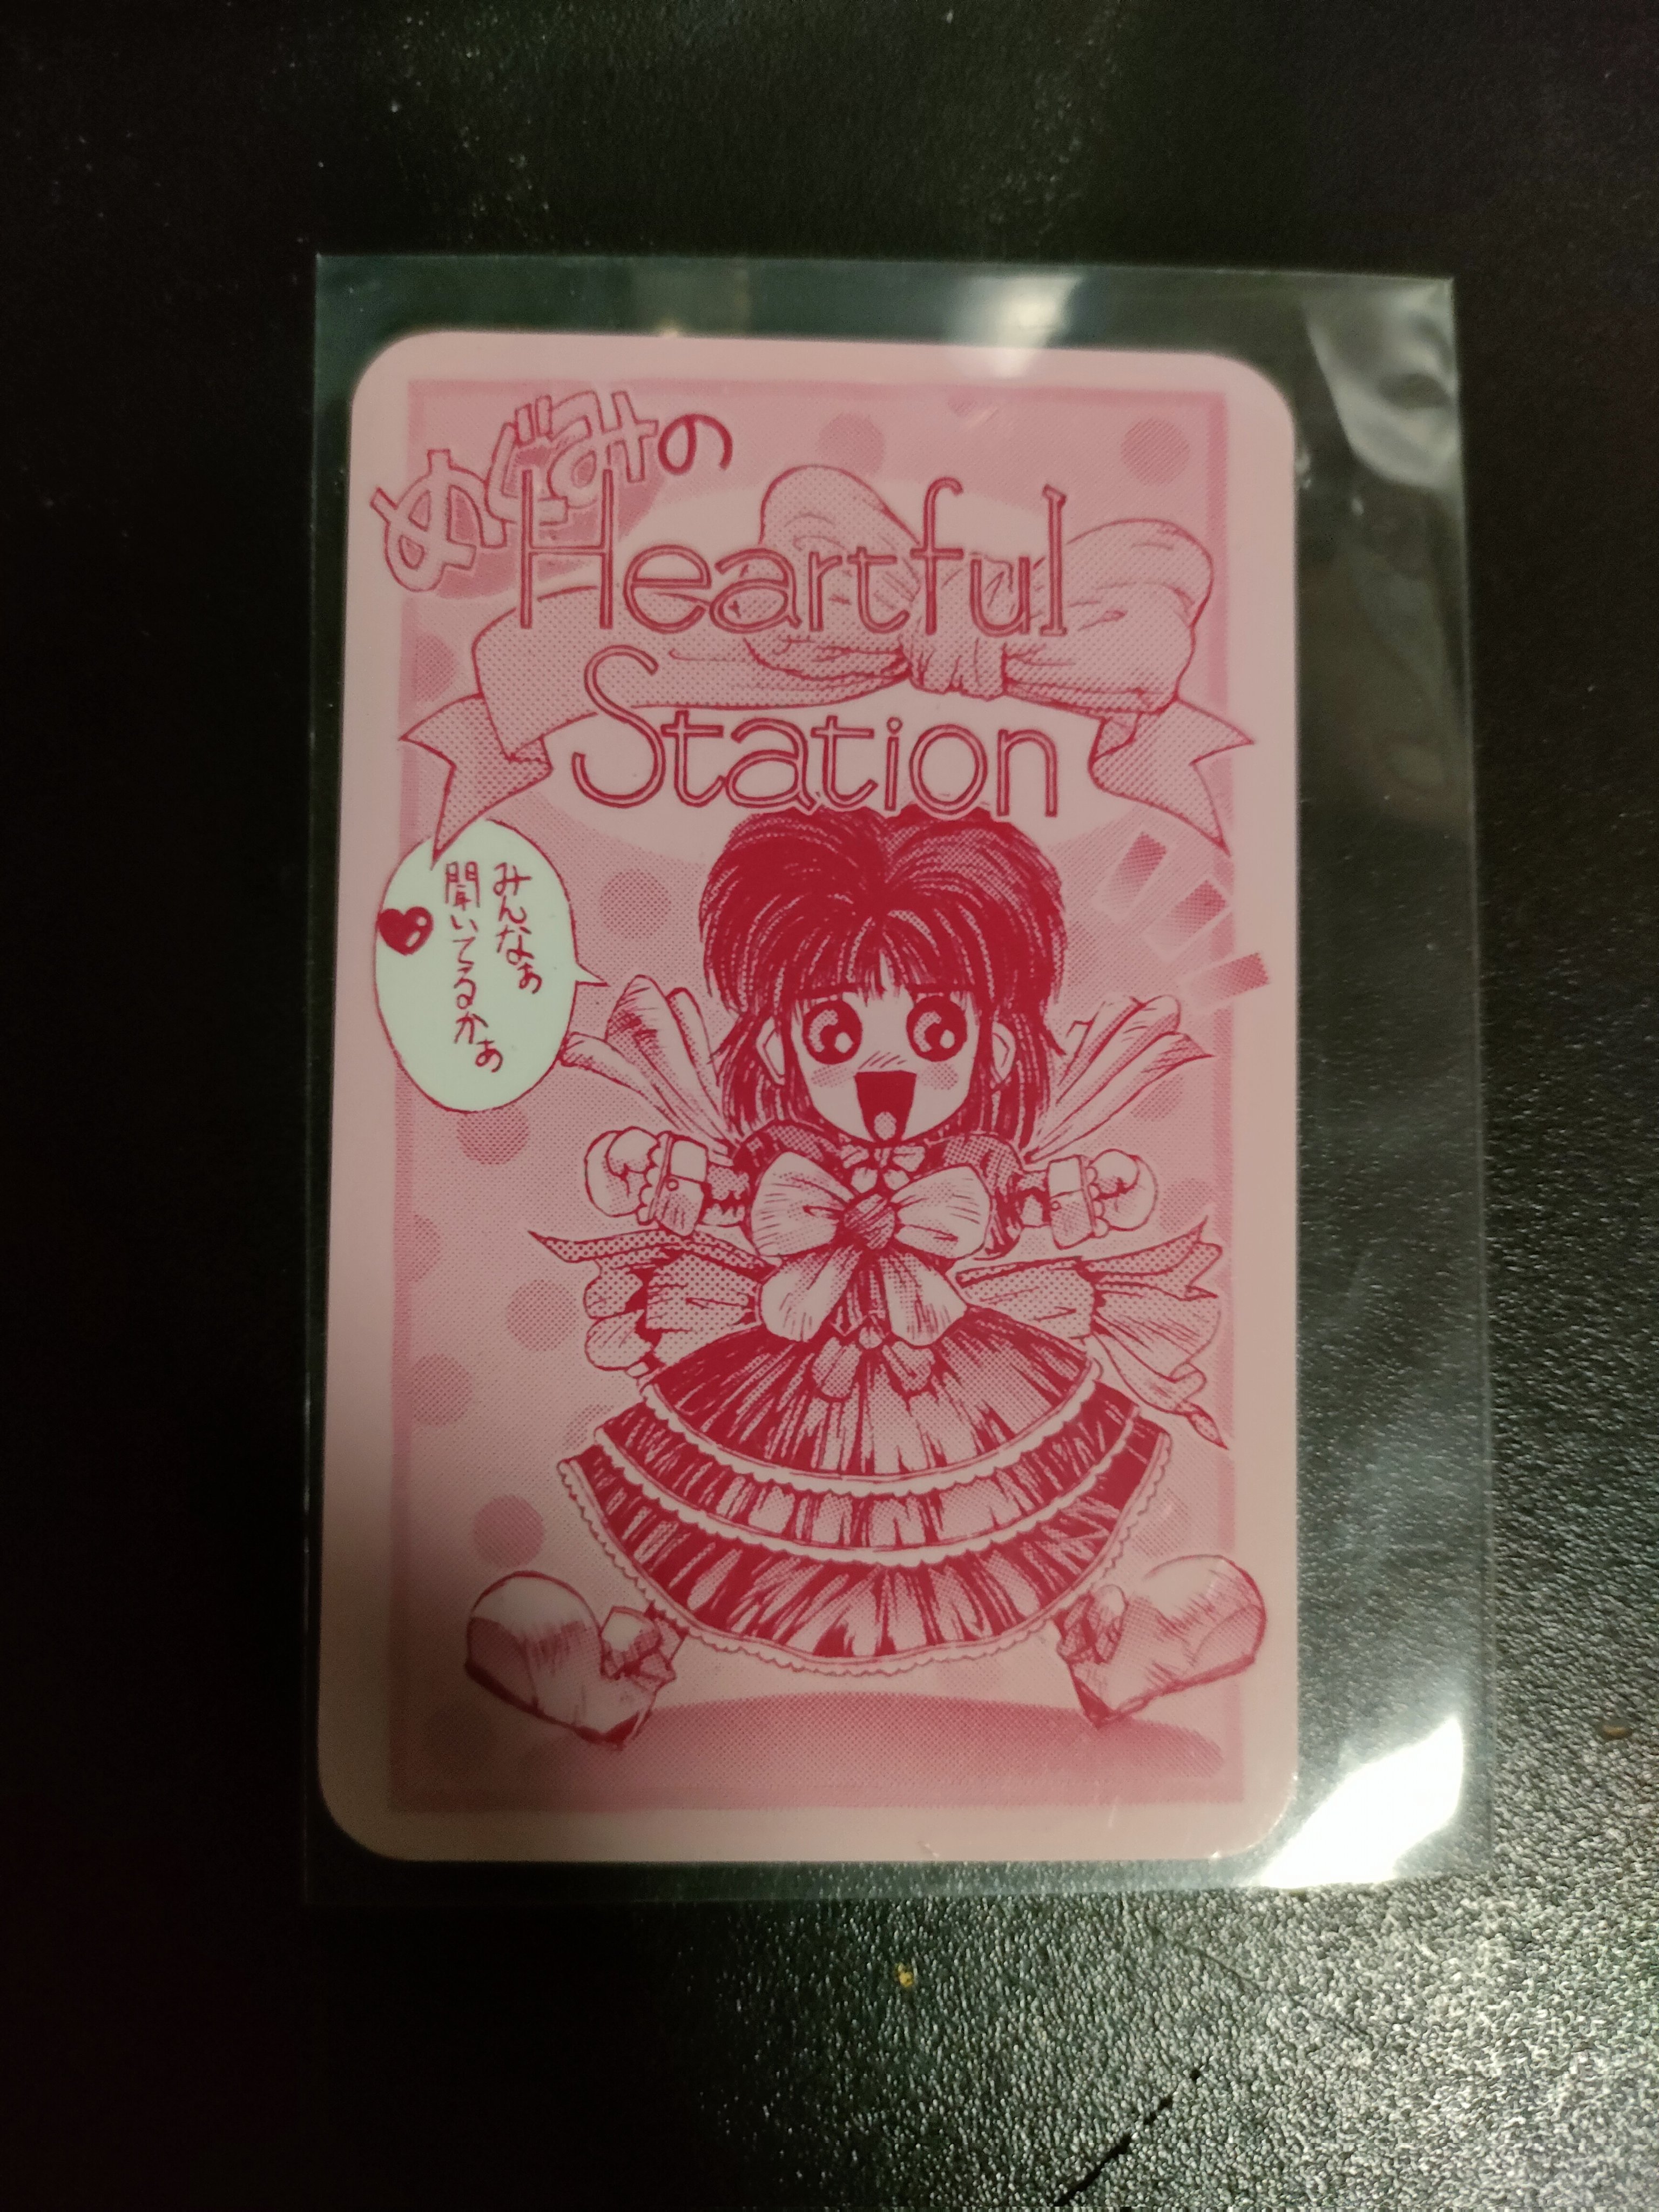 めぐみの
Heartful
Station
みんなぁ
聞いてるかぁ